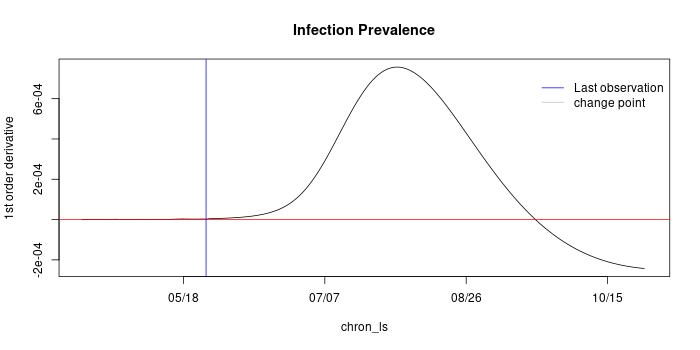 Infection Prevalence
1st order derivative
6e-04
2e-04
-2e-04
Last observation
change point
05/18
07/07
08/26
10/15
chron_ls